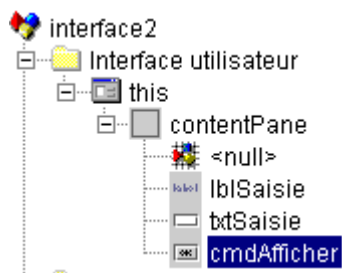 interface2
Interface utilisateur
this
contentPane
<null>
lblSaisie
txtSaisie
cmdAfficher